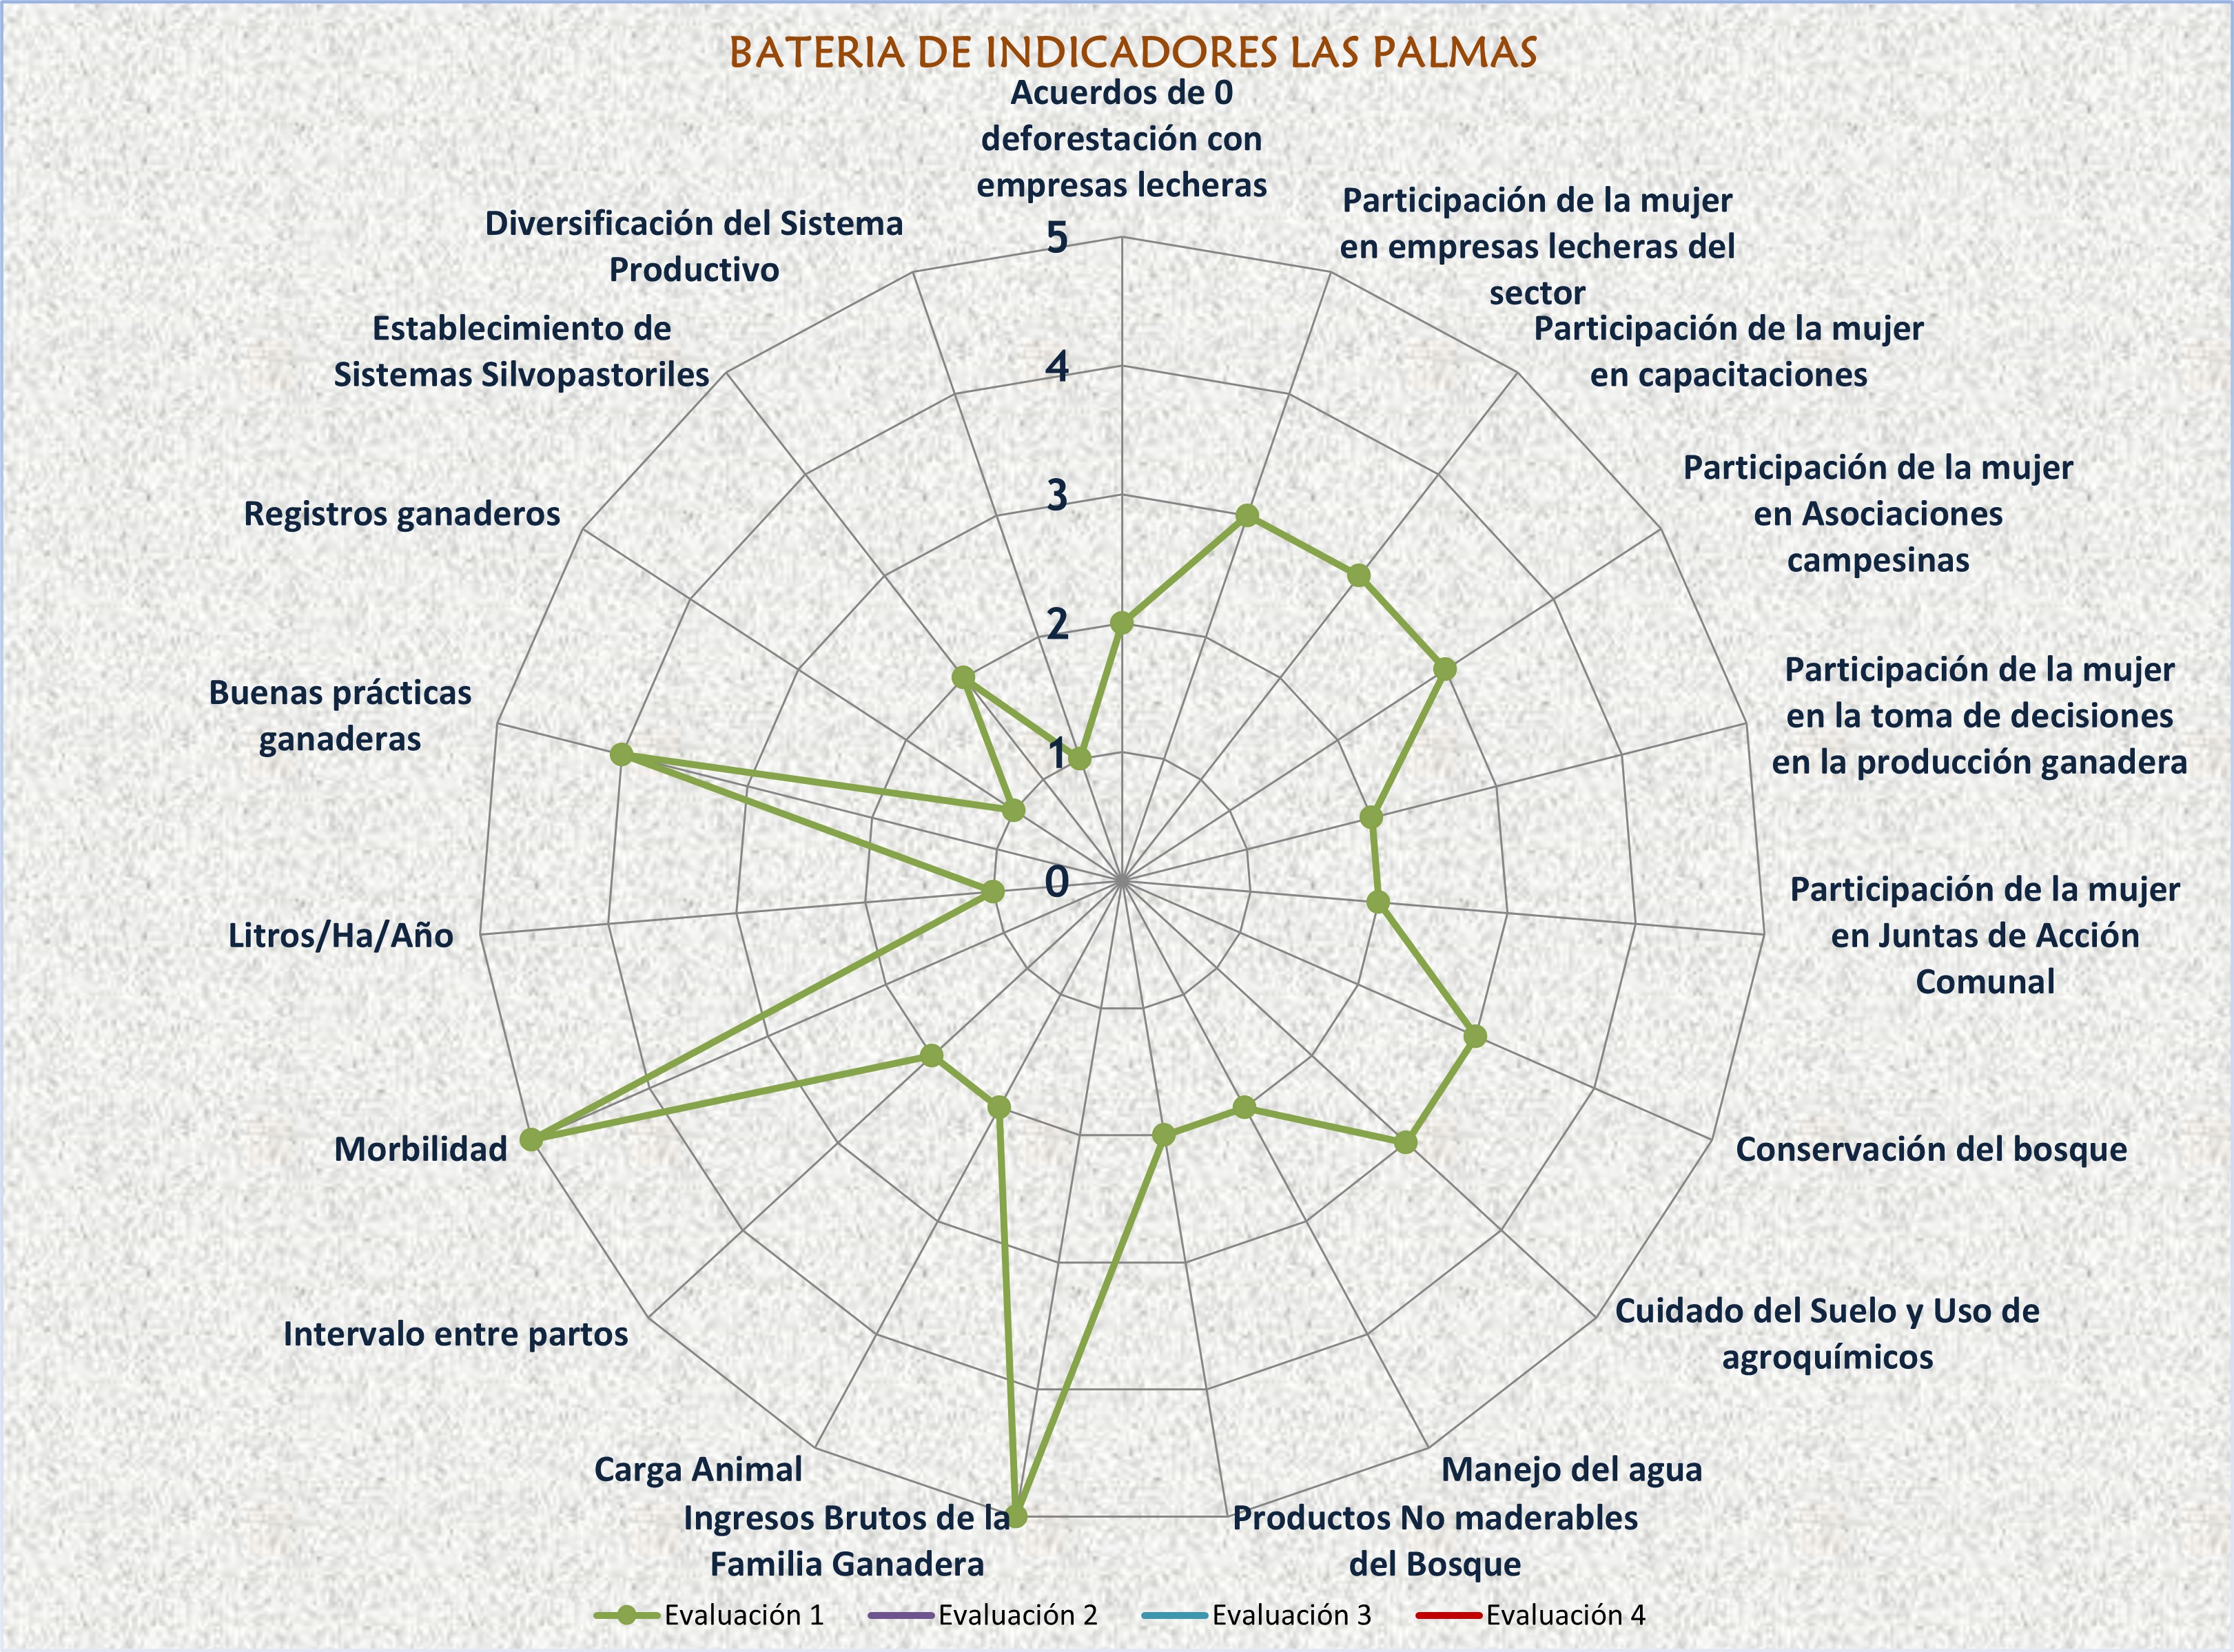 BATERIA DE INDICADORES LAS PALMAS
Acuerdos de 0
deforestación con
empresas lecheras
Participación de la mujer
en empresas lecheras del
sector
Participación de la mujer
en capacitaciones
Participación de la mujer
en Asociaciones
campesinas
Participación de la mujer
en la toma de decisiones
en la producción ganadera
Participación de la mujer
en Juntas de Acción
Comunal
Conservación del bosque
Cuidado del Suelo y Uso de
agroquímicos
Manejo del agua
Productos No maderables
del Bosque
Ingresos Brutos de la
Familia Ganadera
Carga Animal
Intervalo entre partos
Morbilidad
Litros/Ha/Año
Buenas prácticas
ganaderas
Registros ganaderos
Establecimiento de
Sistemas Silvopastoriles
Diversificación del Sistema
Productivo
5
4
3
2
1
0
Evaluación 1
Evaluación 2
Evaluación 3
Evaluación 4